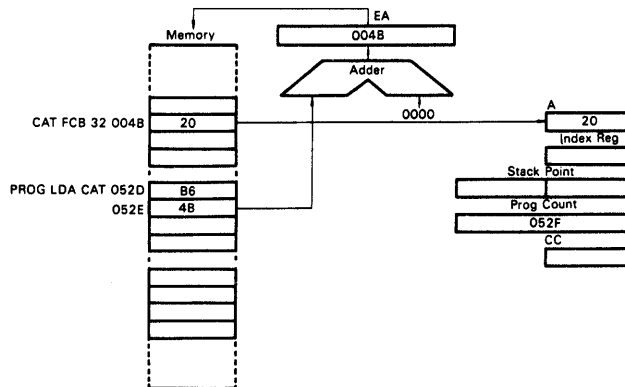 EA
Memory
004B
Adder
0000
A
CAT FCB 32 004B
20
20
Index Reg
Stack Point
PROG LDA CAT 052D
B6
Prog Count
052E
4B
052F
CC